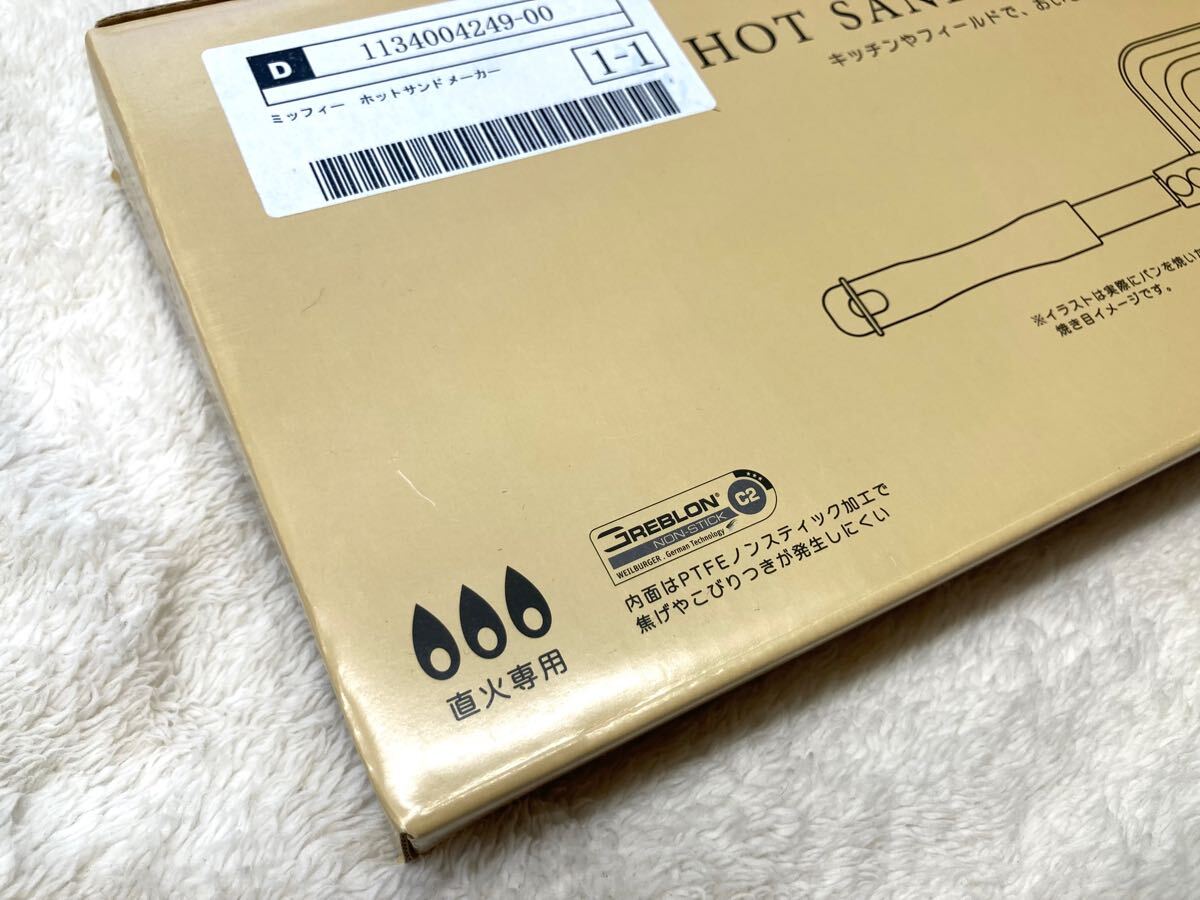 D 1134004249-00
ミッフィー ホットサンドメーカー
1-1
HOT SAN
キッチンやフィールドで、おい
※イラストは実際にパンを焼いた
焼き目イメージです。
GREBLON®
NON-STICK
C2
WEILBURGER . German Technology
内面はPTFEノンスティック加工で
焦げやこびりつきが発生しにくい
直火専用